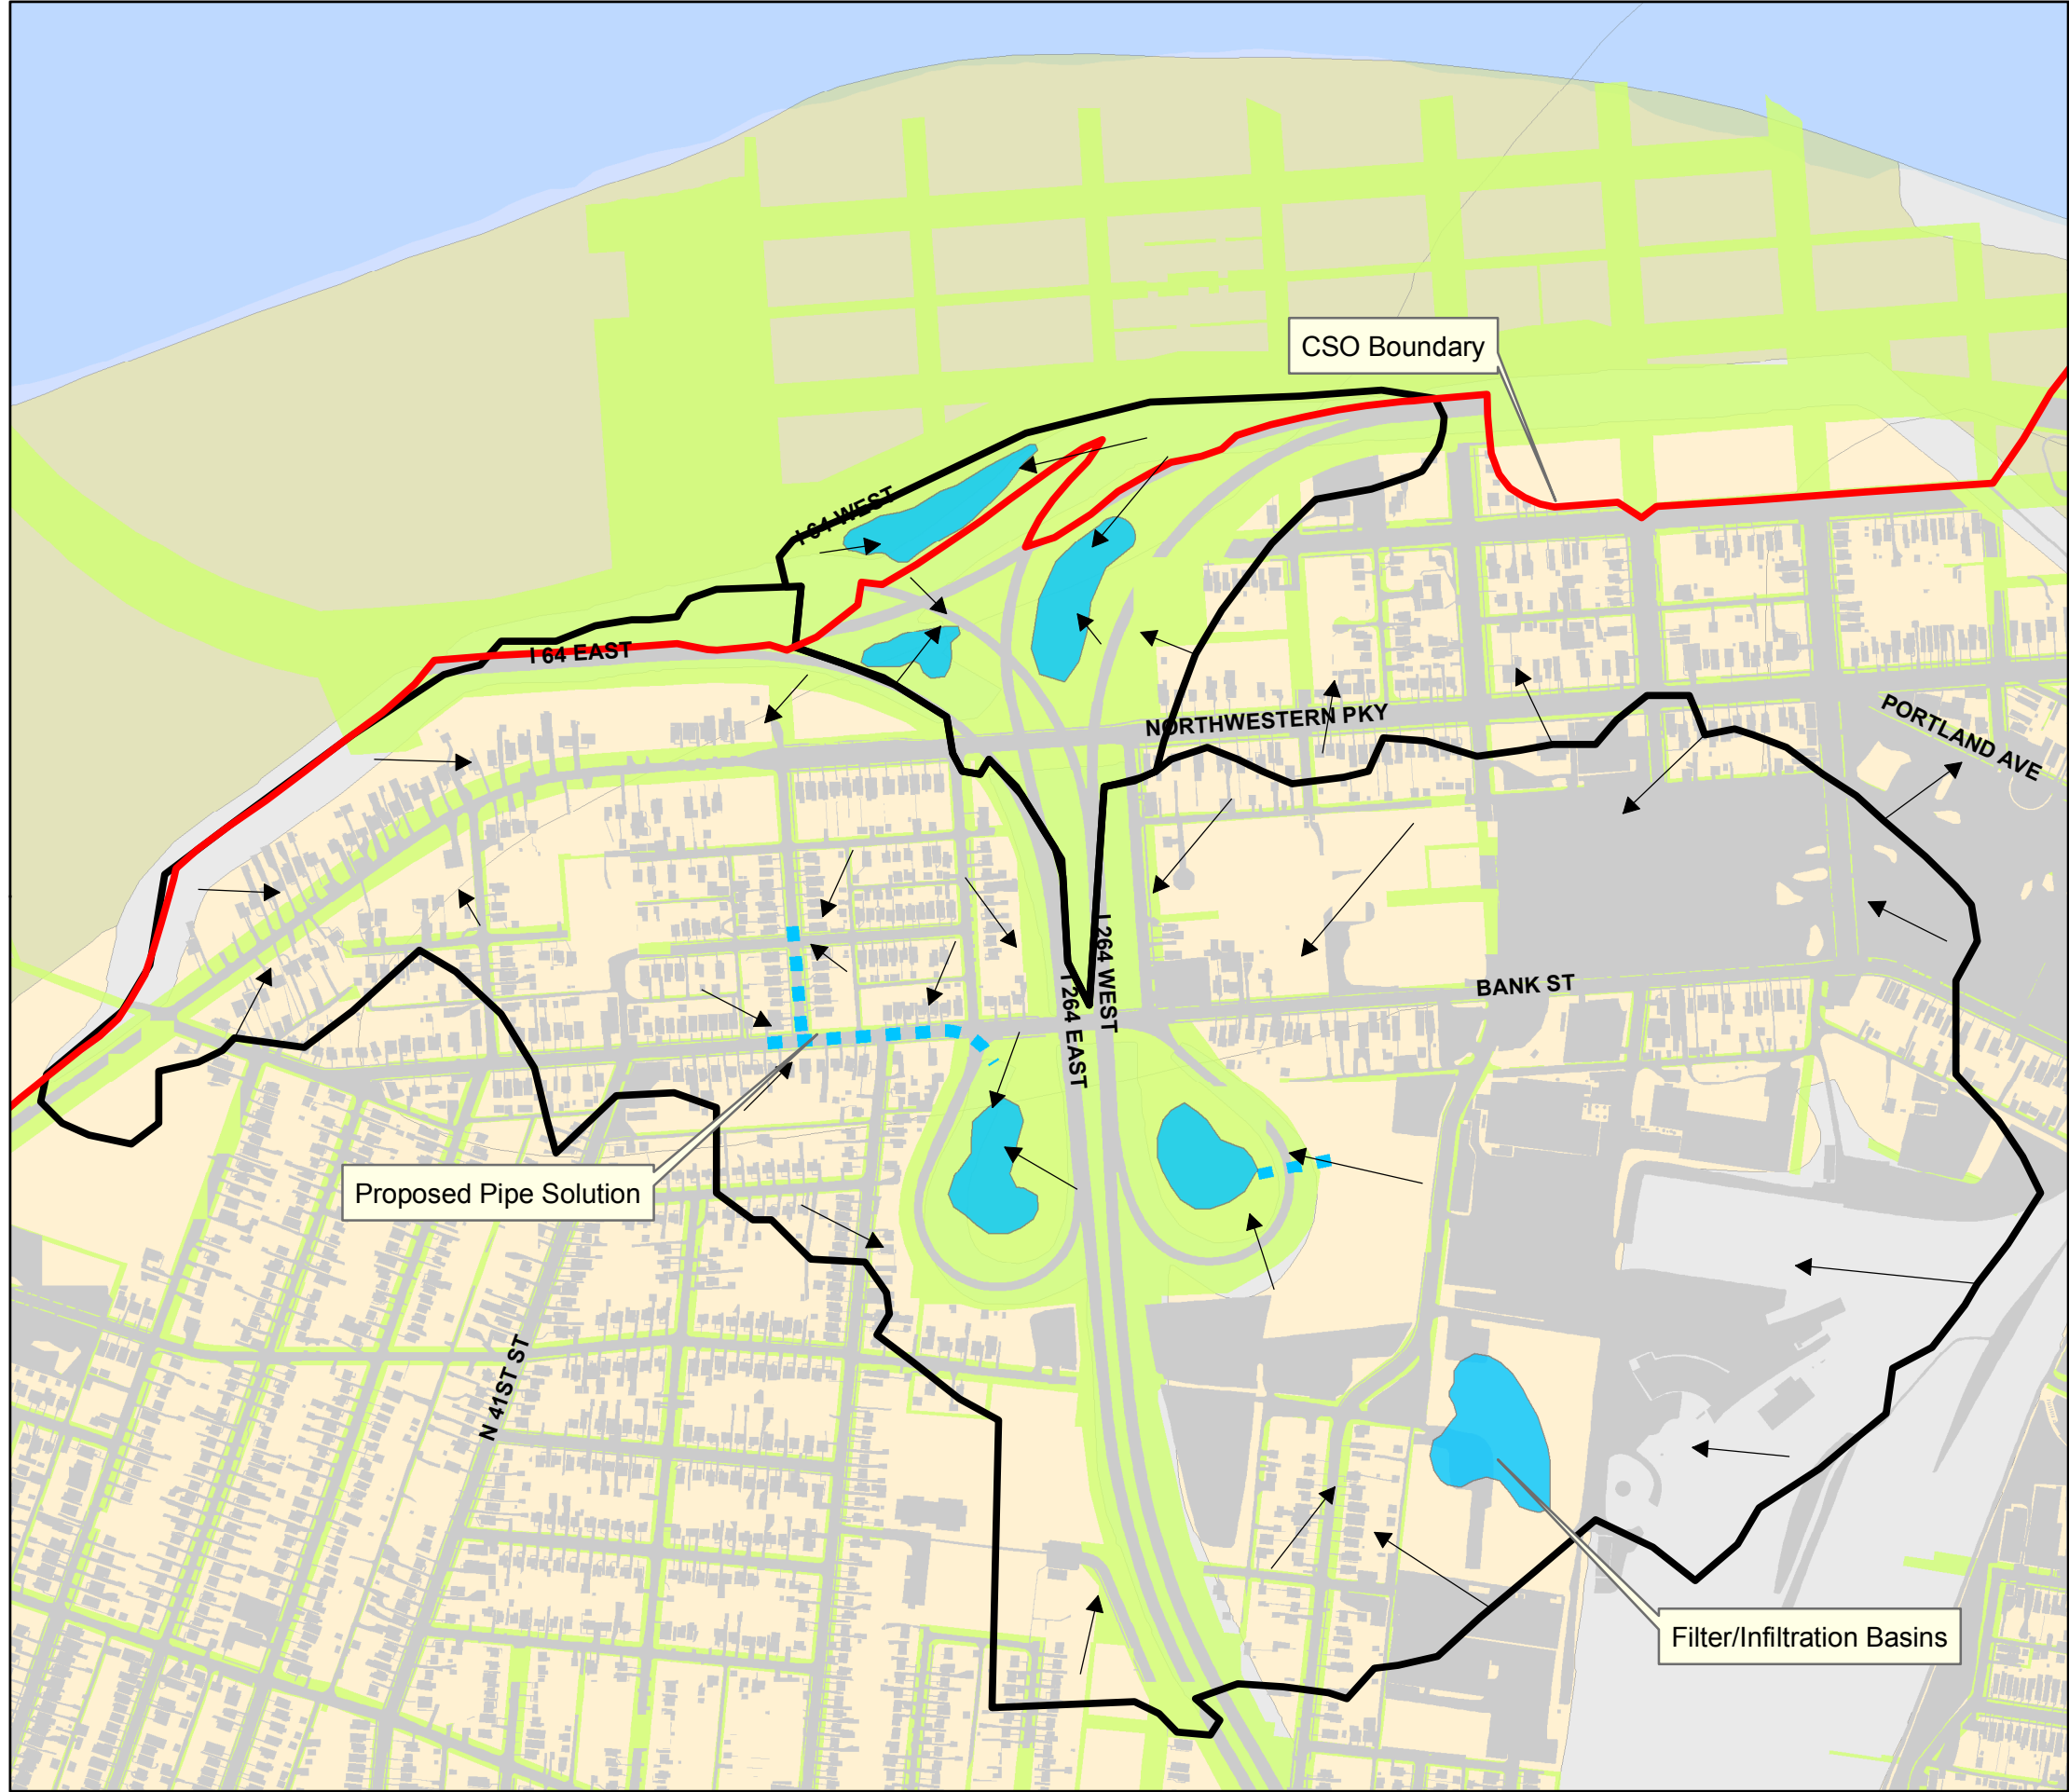 CSO Boundary
I 64 WEST
I 64 EAST
PORTLAND AVE
NORTHWESTERN PKY
I 264 WEST
I 264 EAST
BANK ST
Proposed Pipe Solution
N 41ST ST
Filter/Infiltration Basins